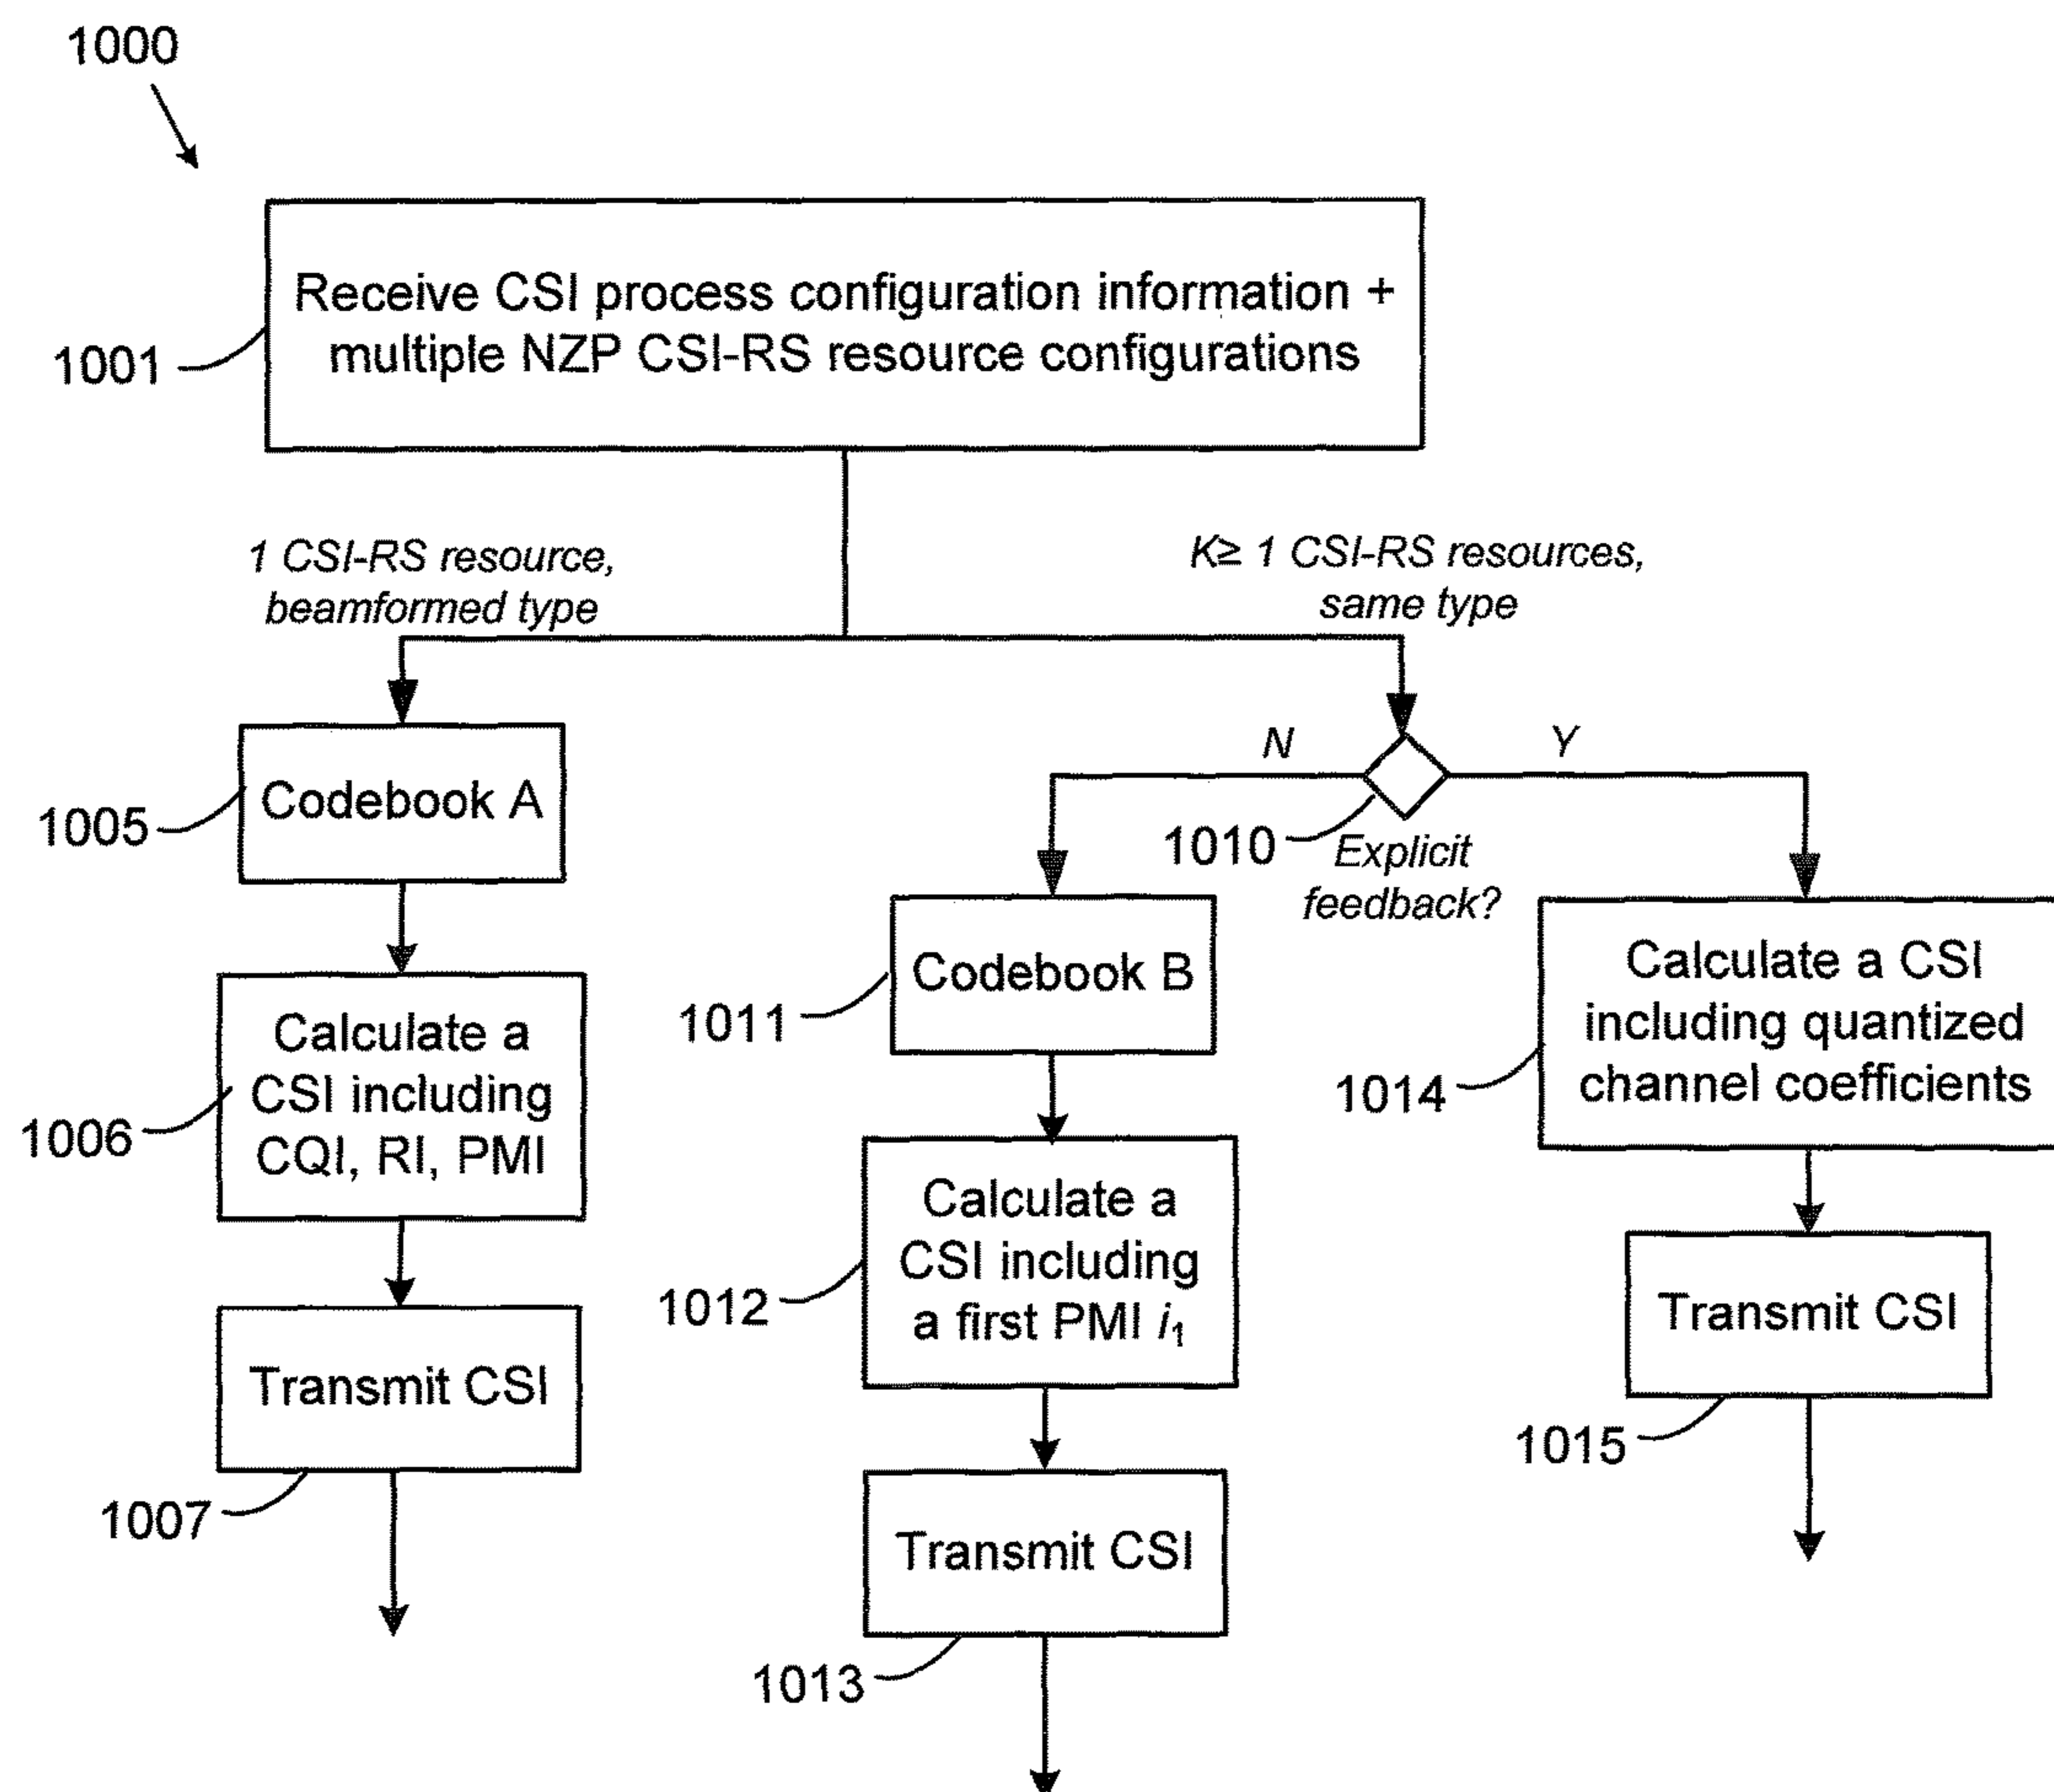 1000
Receive CSI process configuration information +
multiple NZP CSI-RS resource configurations
1001
1 CSI-RS resource,
beamformed type
K≥ 1 CSI-RS resources,
same type
N
Y
Codebook A
1005
1010
Explicit
feedback?
Codebook B
1011
Calculate a CSI
including quantized
channel coefficients
1014
Calculate a
CSI including
CQI, RI, PMI
1006
Calculate a
CSI including
a first PMI i₁
1012
Transmit CSI
1015
Transmit CSI
1007
Transmit CSI
1013